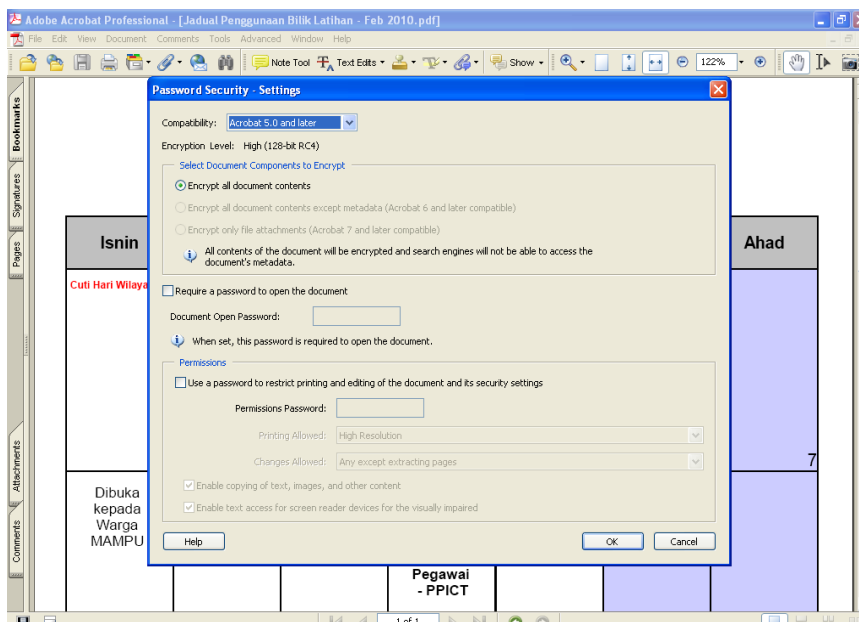 Adobe Acrobat Professional - [Jadual Penggunaan Bilik Latihan - Feb 2010.pdf]
File Edit View Document Comments Tools Advanced Window Help
Note Tool Text Edits Show 122%
Password Security - Settings
Compatibility: Acrobat 5.0 and later
Encryption Level: High (128-bit RC4)
Select Document Components to Encrypt
Encrypt all document contents
Encrypt all document contents except metadata (Acrobat 6 and later compatible)
Encrypt only file attachments (Acrobat 7 and later compatible)
All contents of the document will be encrypted and search engines will not be able to access the
document's metadata.
Require a password to open the document
Document Open Password:
When set, this password is required to open the document.
Permissions
Use a password to restrict printing and editing of the document and its security settings
Permissions Password:
Printing Allowed: High Resolution
Changes Allowed: Any except extracting pages
Enable copying of text, images, and other content
Enable text access for screen reader devices for the visually impaired
Help OK Cancel
Bookmarks
Signatures
Pages
Attachments
Comments
Isnin
Ahad
Cuti Hari Wilaya
7
Dibuka
kepada
Warga
MAMPU
Pegawai
- PPICT
1 of 1